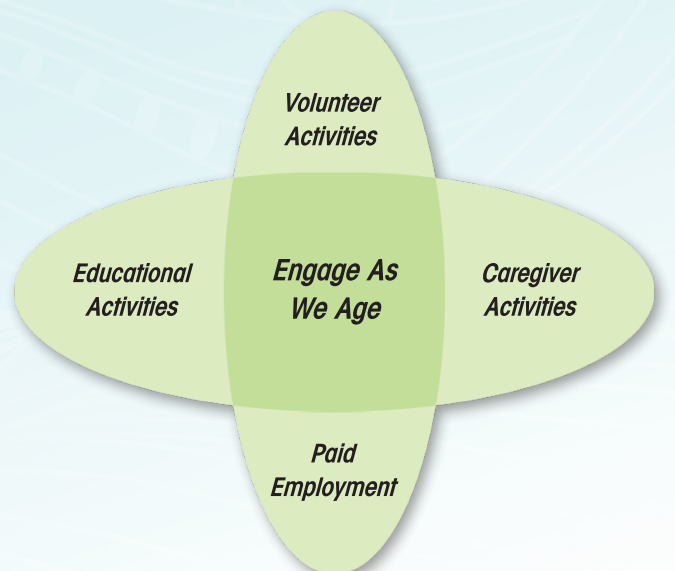 Volunteer
Activities
Educational
Activities
Engage As
We Age
Caregiver
Activities
Paid
Employment